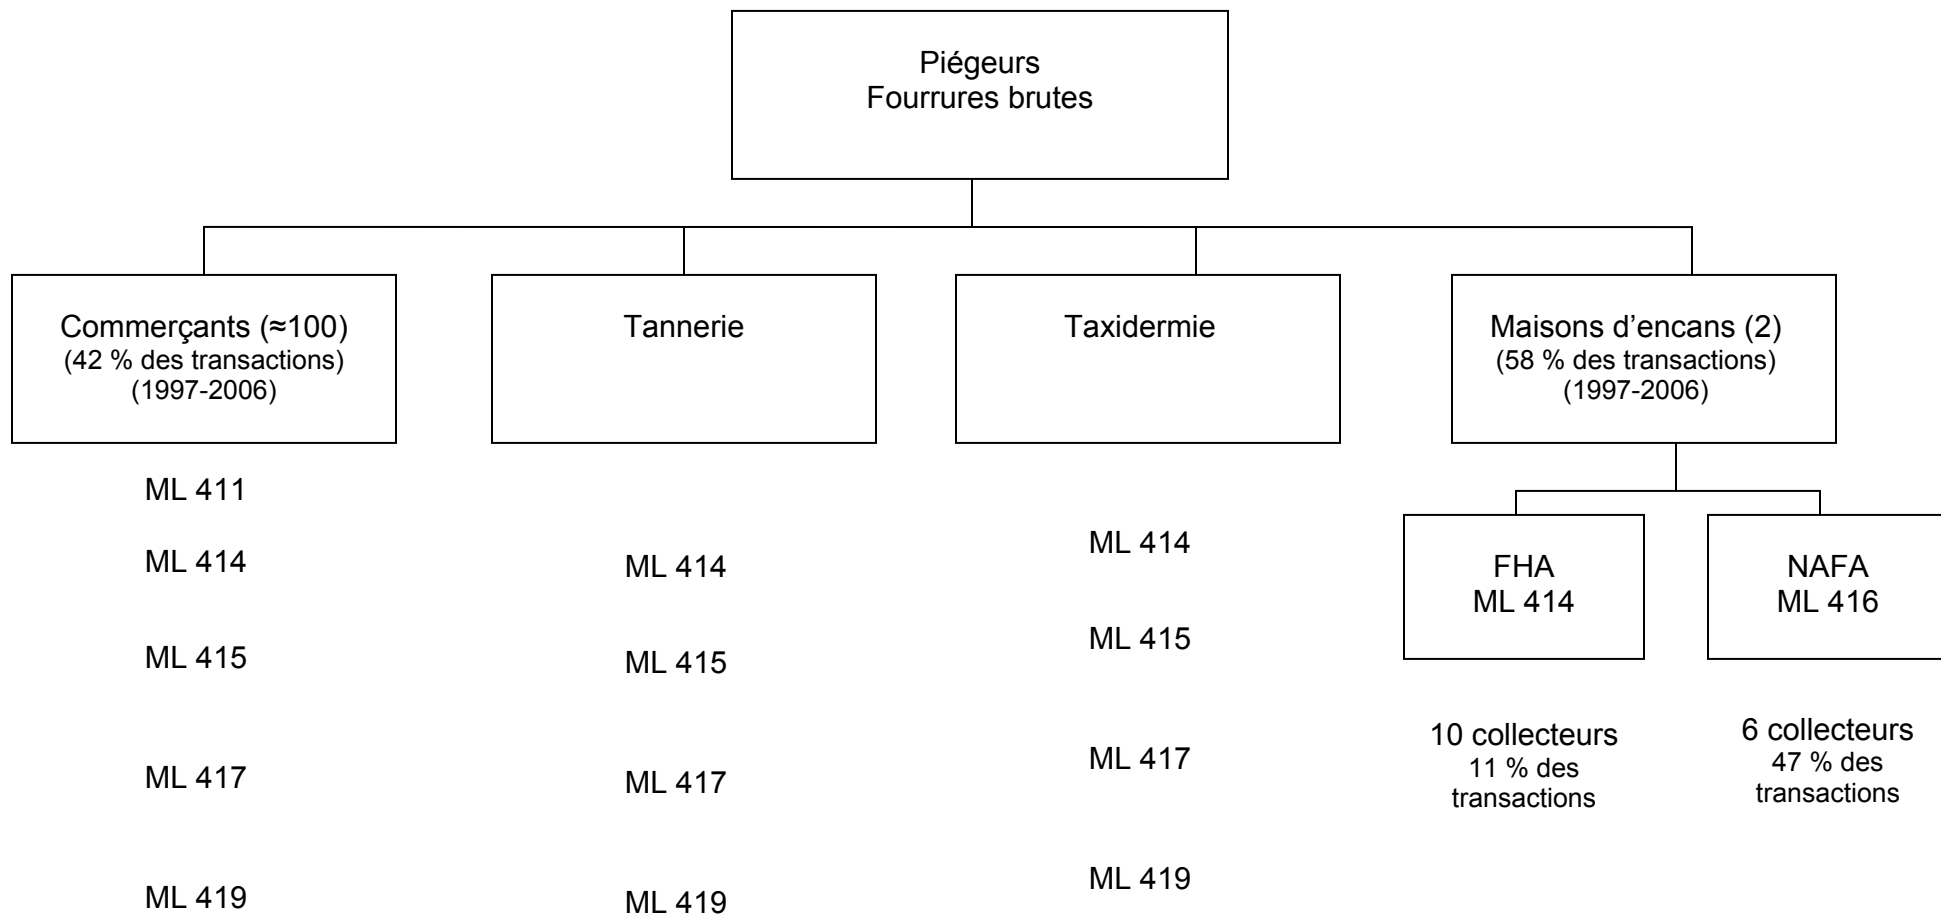 Piégeurs
Fourrures brutes
Commerçants (≈100)
(42 % des transactions)
(1997-2006)
Tannerie
Taxidermie
Maisons d’encans (2)
(58 % des transactions)
(1997-2006)
ML 411
ML 414
ML 415
ML 417
ML 419
ML 414
ML 415
ML 417
ML 419
ML 414
ML 415
ML 417
ML 419
FHA
ML 414
10 collecteurs
11 % des
transactions
NAFA
ML 416
6 collecteurs
47 % des
transactions